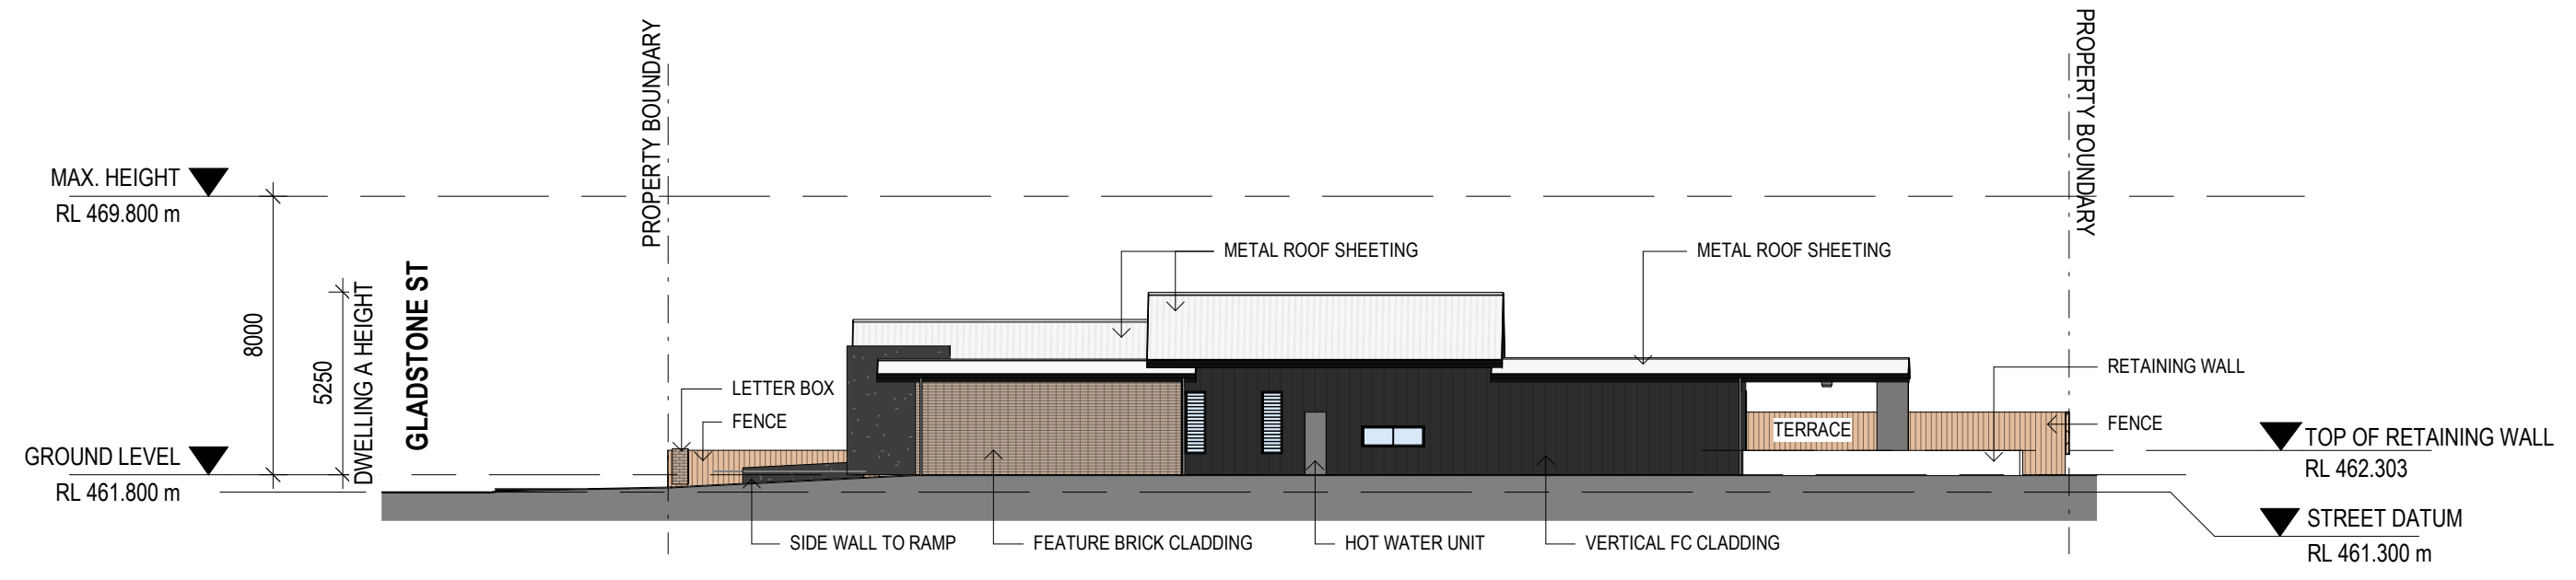 PROPERTY BOUNDARY
PROPERTY BOUNDARY
MAX. HEIGHT
RL 469.800 m
8000
5250
DWELLING A HEIGHT
GLADSTONE ST
GROUND LEVEL
RL 461.800 m
METAL ROOF SHEETING
METAL ROOF SHEETING
LETTER BOX
FENCE
TERRACE
RETAINING WALL
FENCE
TOP OF RETAINING WALL
RL 462.303
STREET DATUM
RL 461.300 m
SIDE WALL TO RAMP
FEATURE BRICK CLADDING
HOT WATER UNIT
VERTICAL FC CLADDING